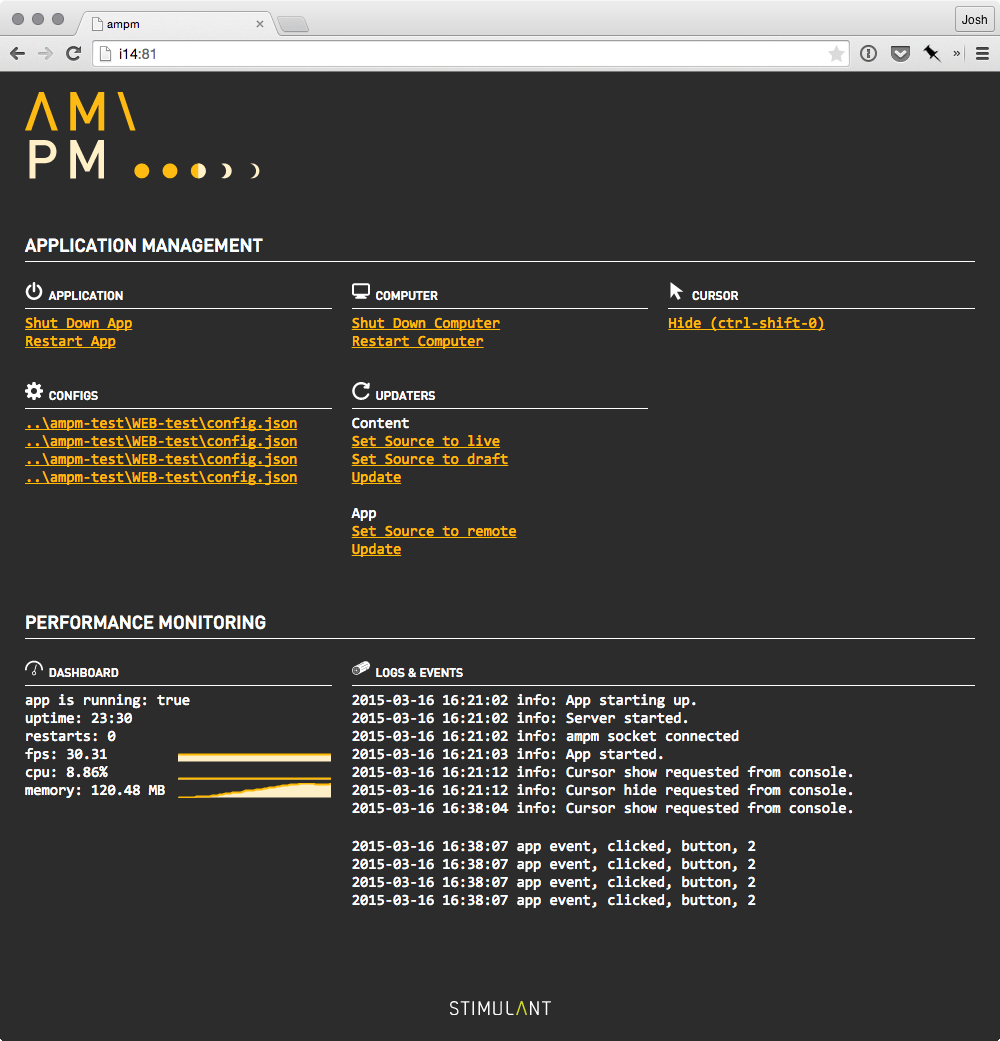 ampm
Josh
i14:81
AM\
PM
APPLICATION MANAGEMENT
APPLICATION
Shut Down App
Restart App
COMPUTER
Shut Down Computer
Restart Computer
CURSOR
Hide (ctrl-shift-0)
CONFIGS
..\ampm-test\WEB-test\config.json
..\ampm-test\WEB-test\config.json
..\ampm-test\WEB-test\config.json
..\ampm-test\WEB-test\config.json
UPDATERS
Content
Set Source to live
Set Source to draft
Update
App
Set Source to remote
Update
PERFORMANCE MONITORING
DASHBOARD
app is running: true
uptime: 23:30
restarts: 0
fps: 30.31
cpu: 8.86%
memory: 120.48 MB
LOGS & EVENTS
2015-03-16 16:21:02 info: App starting up.
2015-03-16 16:21:02 info: Server started.
2015-03-16 16:21:02 info: ampm socket connected
2015-03-16 16:21:03 info: App started.
2015-03-16 16:21:12 info: Cursor show requested from console.
2015-03-16 16:21:12 info: Cursor hide requested from console.
2015-03-16 16:38:04 info: Cursor show requested from console.
2015-03-16 16:38:07 app event, clicked, button, 2
2015-03-16 16:38:07 app event, clicked, button, 2
2015-03-16 16:38:07 app event, clicked, button, 2
2015-03-16 16:38:07 app event, clicked, button, 2
STIMULANT